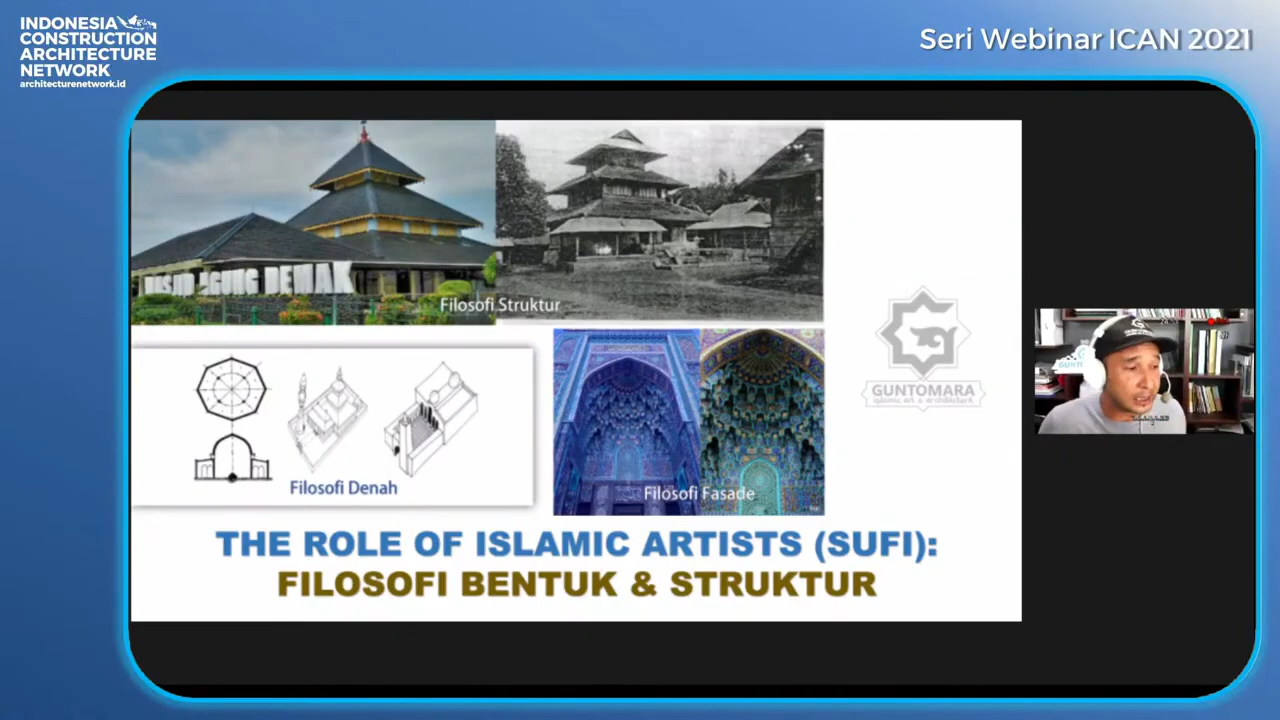 INDONESIA
CONSTRUCTION
ARCHITECTURE
NETWORK
architecturenetwork.id
Seri Webinar ICAN 2021
MASJID AGUNG DEMAK
Filosofi Struktur
Filosofi Denah
Filosofi Fasade
GUNTOMARA
islamic art & architecture
THE ROLE OF ISLAMIC ARTISTS (SUFI):
FILOSOFI BENTUK & STRUKTUR